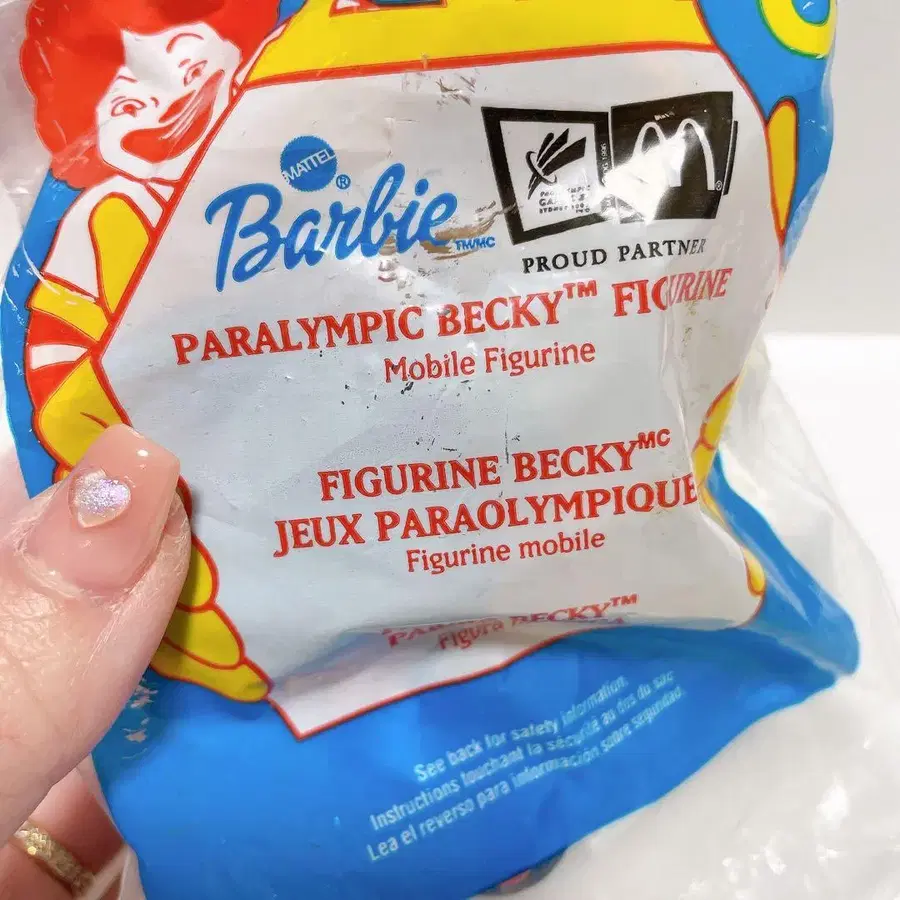 MATTEL
Barbie ® TM/MC
PROUD PARTNER
PARALYMPIC BECKY™ FIGURINE
Mobile Figurine
FIGURINE BECKYMC
JEUX PARAOLYMPIQUE
Figurine mobile
BECKY™
Figura
See back for safety information.
Instructions touchant la sécurité au dos du sac
Lea el reverso para información sobre seguridad.